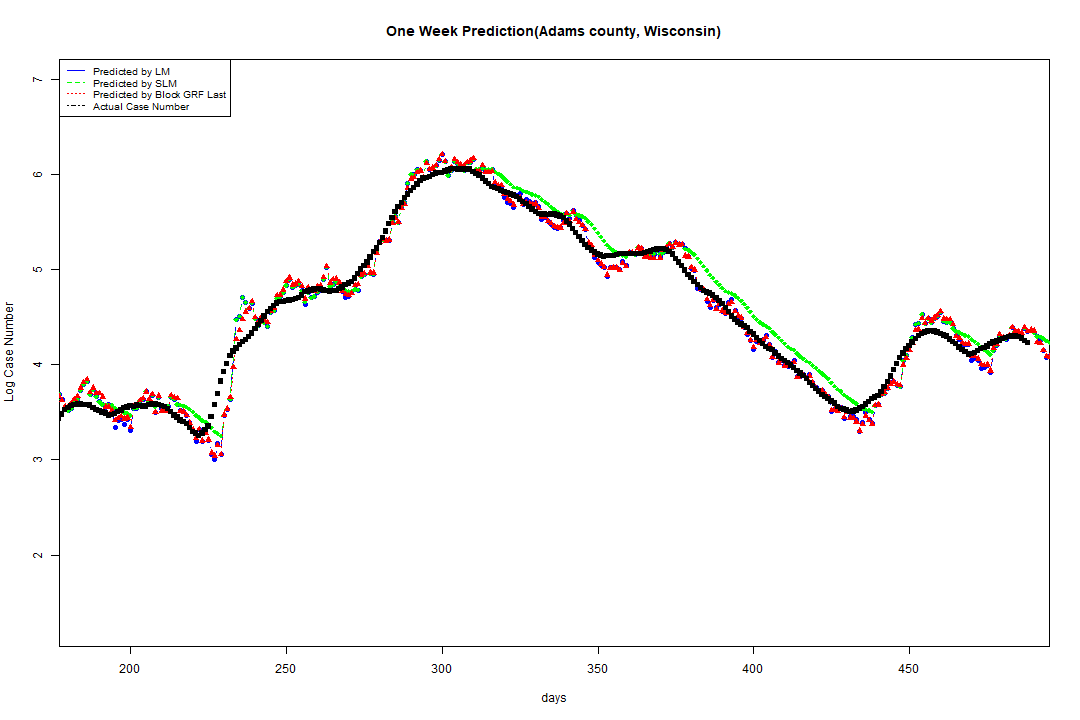 One Week Prediction(Adams county, Wisconsin)
Predicted by LM
Predicted by SLM
Predicted by Block GRF Last
Actual Case Number
7
6
5
4
3
2
Log Case Number
200 250 300 350 400 450
days